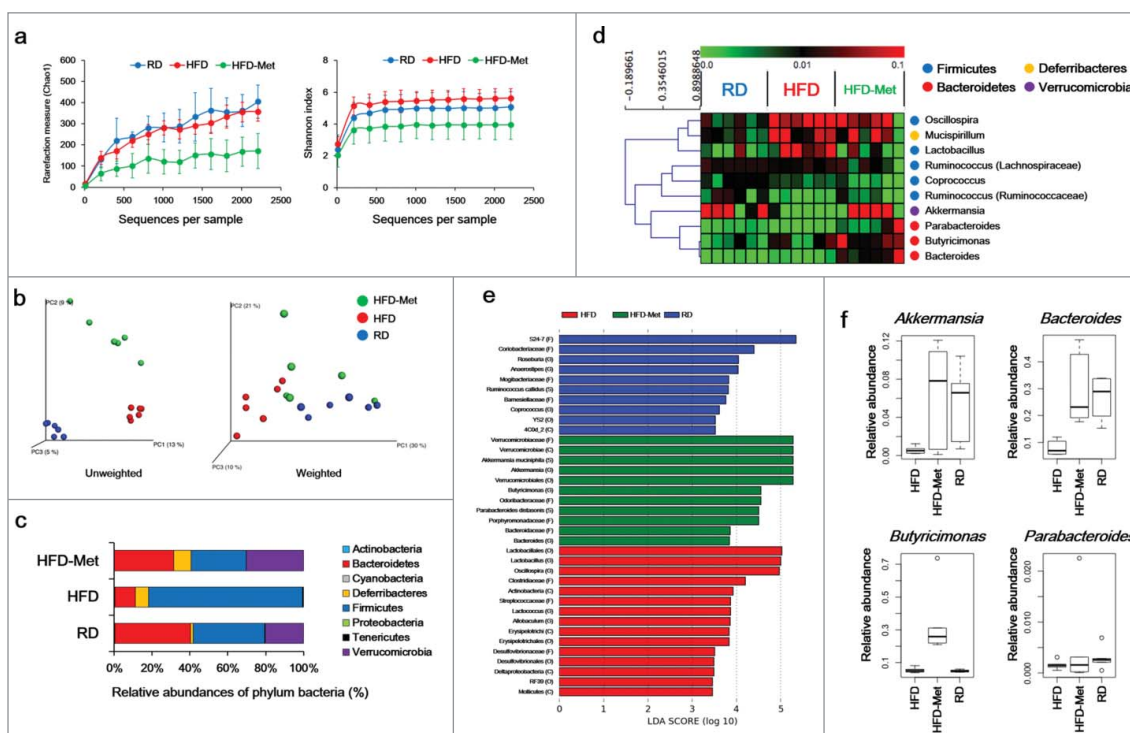 a
RD HFD HFD-Met
Rarefaction measure (Chao1)
600
500
400
300
200
100
0
0 500 1000 1500 2000 2500
Sequences per sample
RD HFD HFD-Met
Shannon index
8
7
6
5
4
3
2
1
0
0 500 1000 1500 2000 2500
Sequences per sample
b
PC2 (9 %)
PC1 (13 %)
PC3 (5 %)
Unweighted
PC2 (21 %)
PC1 (30 %)
PC3 (10 %)
Weighted
HFD-Met
HFD
RD
c
HFD-Met
HFD
RD
0% 20% 40% 60% 80% 100%
Relative abundances of phylum bacteria (%)
Actinobacteria
Bacteroidetes
Cyanobacteria
Deferribacteres
Firmicutes
Proteobacteria
Tenericutes
Verrucomicrobia
d
-0.189661
0.3546015
0.8988648
0.0 0.01 0.1
RD HFD HFD-Met
Firmicutes
Deferribacteres
Bacteroidetes
Verrucomicrobia
Oscillospira
Mucispirillum
Lactobacillus
Ruminococcus (Lachnospiraceae)
Coprococcus
Ruminococcus (Ruminococcaceae)
Akkermansia
Parabacteroides
Butyricimonas
Bacteroides
e
HFD HFD-Met RD
S24-7 (F)
Coriobacteriaceae (F)
Roseburia (G)
Anaerostipes (G)
Mogibacteriaceae (F)
Ruminococcus callidus (S)
Barnesiellaceae (F)
Coprococcus (G)
YS2 (O)
4C0d_2 (C)
Verrucomicrobiaceae (F)
Verrucomicrobiae (C)
Akkermansia muciniphila (S)
Akkermansia (G)
Verrucomicrobiales (O)
Butyricimonas (G)
Odoribacteraceae (F)
Parabacteroides distasonis (S)
Porphyromonadaceae (F)
Bacteroidaceae (F)
Bacteroides (G)
Lactobacillales (O)
Lactobacillus (G)
Oscillospira (G)
Clostridiaceae (F)
Actinobacteria (C)
Streptococcaceae (F)
Lactococcus (G)
Allobaculum (G)
Erysipelotrichi (C)
Erysipelotrichales (O)
Desulfovibrionaceae (F)
Desulfovibrionales (O)
Deltaproteobacteria (C)
RF39 (O)
Mollicutes (C)
0 1 2 3 4 5
LDA SCORE (log 10)
f
Akkermansia
Relative abundance
0.12
0.08
0.04
0.00
HFD
HFD-Met
RD
Bacteroides
Relative abundance
0.4
0.3
0.2
0.1
HFD
HFD-Met
RD
Butyricimonas
Relative abundance
0.7
0.5
0.3
0.1
HFD
HFD-Met
RD
Parabacteroides
Relative abundance
0.020
0.010
0.000
HFD
HFD-Met
RD